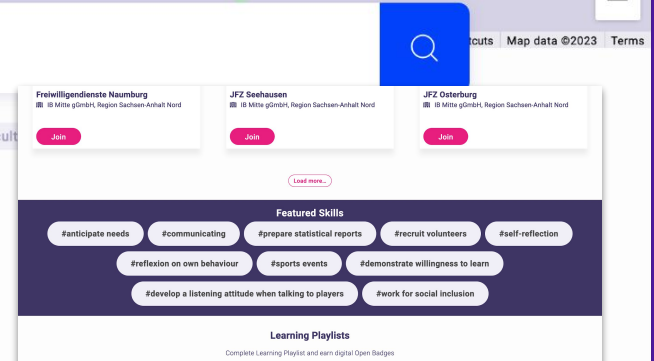 tcuts Map data ©2023 Terms
Freiwilligendienste Naumburg
IB Mitte gGmbH, Region Sachsen-Anhalt Nord
Join
JFZ Seehausen
IB Mitte gGmbH, Region Sachsen-Anhalt Nord
Join
JFZ Osterburg
IB Mitte gGmbH, Region Sachsen-Anhalt Nord
Join
ult
Load more...
Featured Skills
#anticipate needs #communicating #prepare statistical reports #recruit volunteers #self-reflection
#reflexion on own behaviour #sports events #demonstrate willingness to learn
#develop a listening attitude when talking to players #work for social inclusion
Learning Playlists
Complete Learning Playlist and earn digital Open Badges